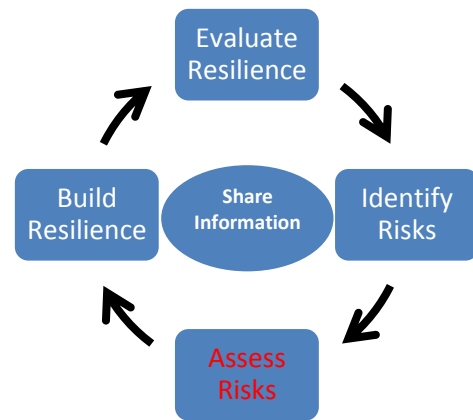 Evaluate
Resilience
Build
Resilience
Share
Information
Identify
Risks
Assess
Risks